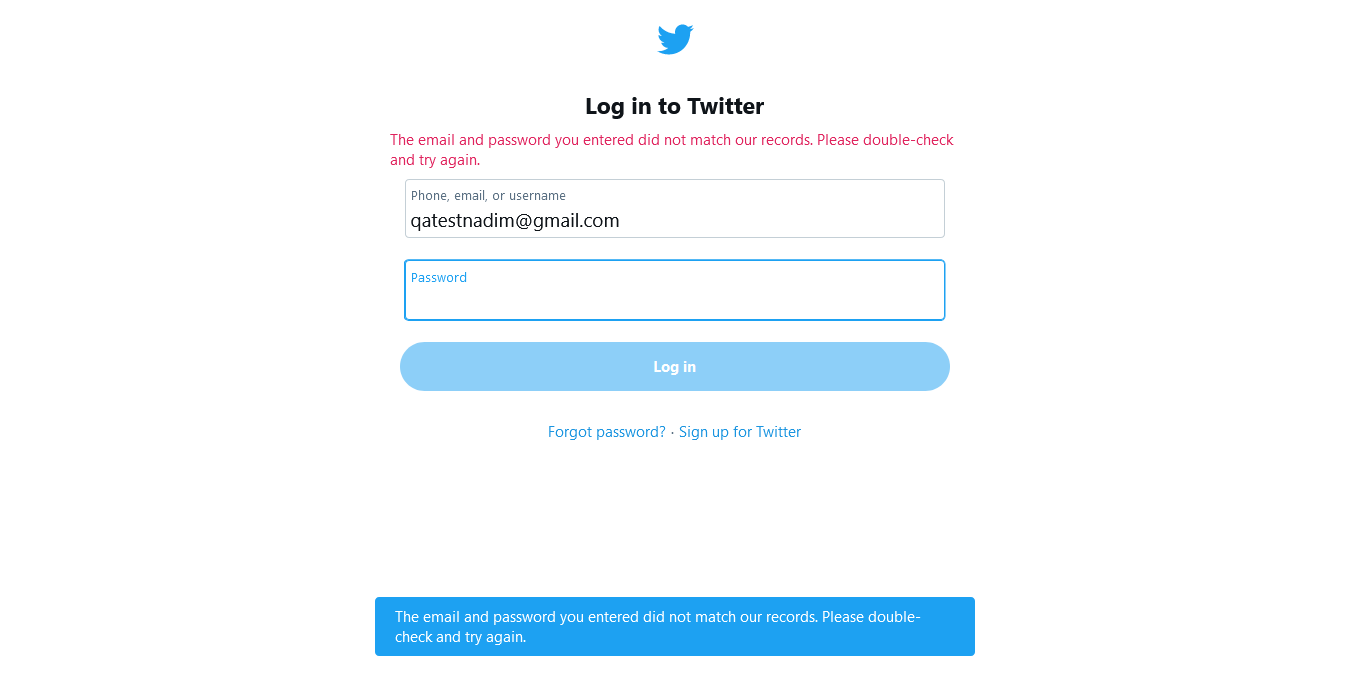 Log in to Twitter
The email and password you entered did not match our records. Please double-check
and try again.
Phone, email, or username
qatestnadim@gmail.com
Password
Log in
Forgot password? · Sign up for Twitter
The email and password you entered did not match our records. Please double-
check and try again.